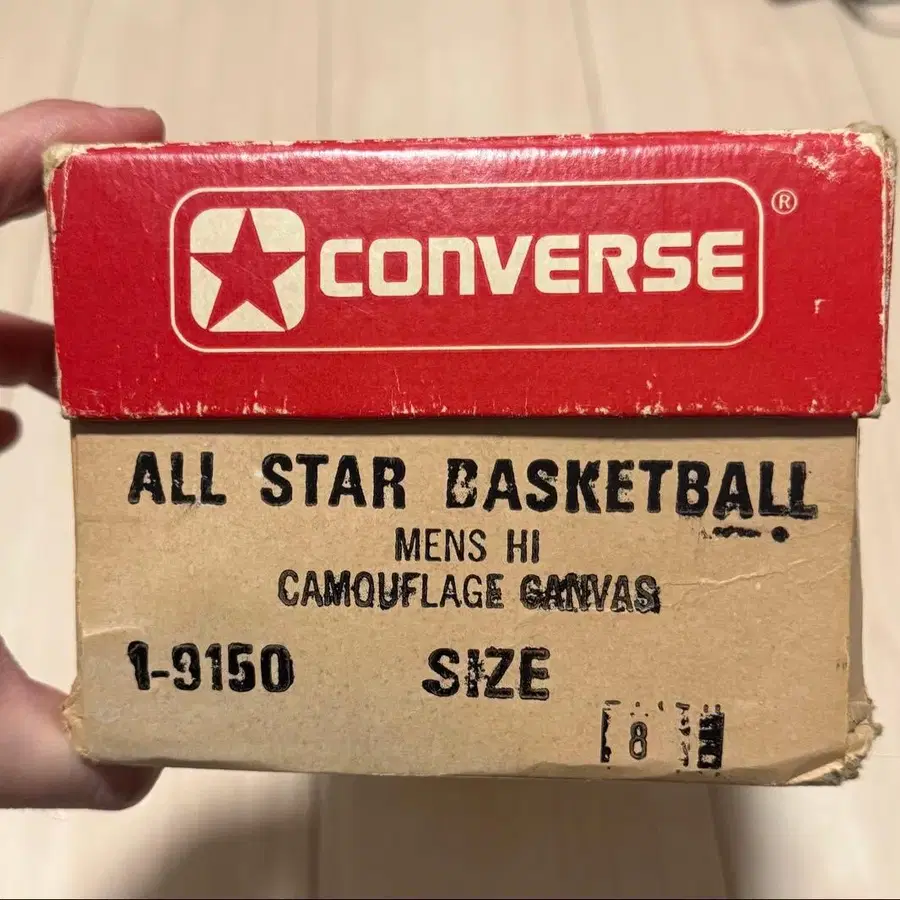 CONVERSE ®
ALL STAR BASKETBALL
MENS HI
CAMOUFLAGE CANVAS
1-9150 SIZE
8